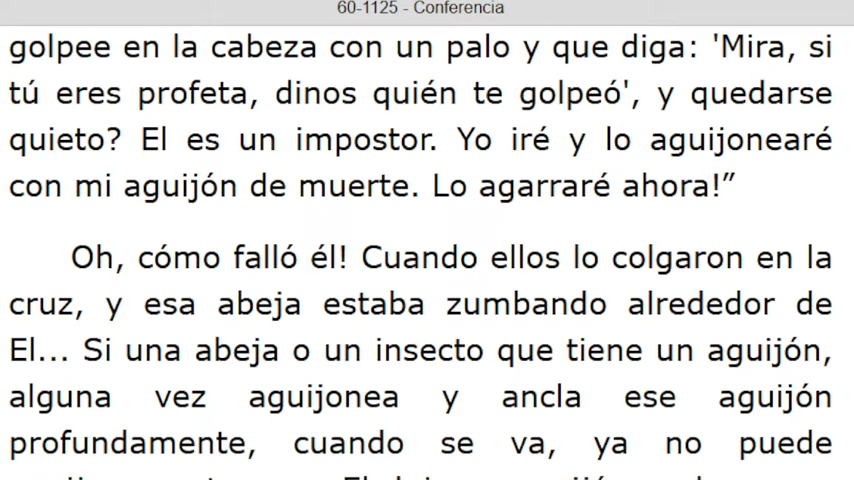 60-1125 - Conferencia
golpee en la cabeza con un palo y que diga: 'Mira, si
tú eres profeta, dinos quién te golpeó', y quedarse
quieto? El es un impostor. Yo iré y lo aguijonearé
con mi aguijón de muerte. Lo agarraré ahora!”
Oh, cómo falló él! Cuando ellos lo colgaron en la
cruz, y esa abeja estaba zumbando alrededor de
El... Si una abeja o un insecto que tiene un aguijón,
alguna vez aguijonea y ancla ese aguijón
profundamente, cuando se va, ya no puede